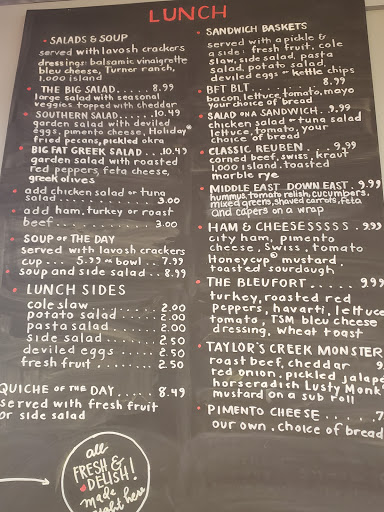 LUNCH
SALADS & SOUP
served with lavosh crackers
dressings: balsamic vinaigrette
bleu cheese, Turner ranch,
1,000 island
THE BIG SALAD..... 8.99
large salad with seasonal
veggies topped with cheddar
SOUTHERN SALAD.....10.49
garden salad with deviled
eggs, pimento cheese, Holiday®
fried pecans, pickled okra
BIG FAT GREEK SALAD...10.49
garden salad with roasted
red peppers, feta cheese,
greek olives
add chicken salad or tuna
salad............3.00
add ham, turkey or roast
beef.............3.00
SOUP OF THE DAY
served with lavosh crackers
cup.... 5.99 or bowl..7.99
soup and side salad..8.99
LUNCH SIDES
cole slaw.........2.00
potato salad......2.00
pasta salad.......2.00
side salad........2.50
deviled eggs......2.50
fresh fruit.......2.50
QUICHE OF THE DAY.....8.49
served with fresh fruit
or side salad
all
FRESH &
DELISH!
made
right here
SANDWICH BASKETS
served with a pickle &
a side: fresh fruit, cole
slaw, side salad, pasta
salad, potato salad,
deviled eggs or kettle chips
BFT BLT........... 8.99
bacon, lettuce, tomato, mayo
your choice of bread
SALAD ON A SANDWICH. 9.99
chicken salad or tuna salad
lettuce, tomato, your
choice of bread
CLASSIC REUBEN....9.99
corned beef, swiss, kraut
1,000 island, toasted
marble rye
MIDDLE EAST DOWN EAST.9.99
hummus, tomato relish, cucumbers,
mixed greens, shaved carrots, feta
and capers on a wrap
HAM & CHEESESSSSS.9.99
city ham, pimento
cheese, Swiss, tomato
Honeycup® mustard
toasted sourdough
THE BLEUFORT.....9.99
turkey, roasted red
peppers, havarti, lettuce
tomato, TSM bleu cheese
dressing, wheat toast
TAYLOR'S CREEK MONSTER
roast beef, cheddar 9.
red onion, pickled jalape
horseradish Lusty Monk
mustard on a sub roll
PIMENTO CHEESE....7
our own, choice of bread